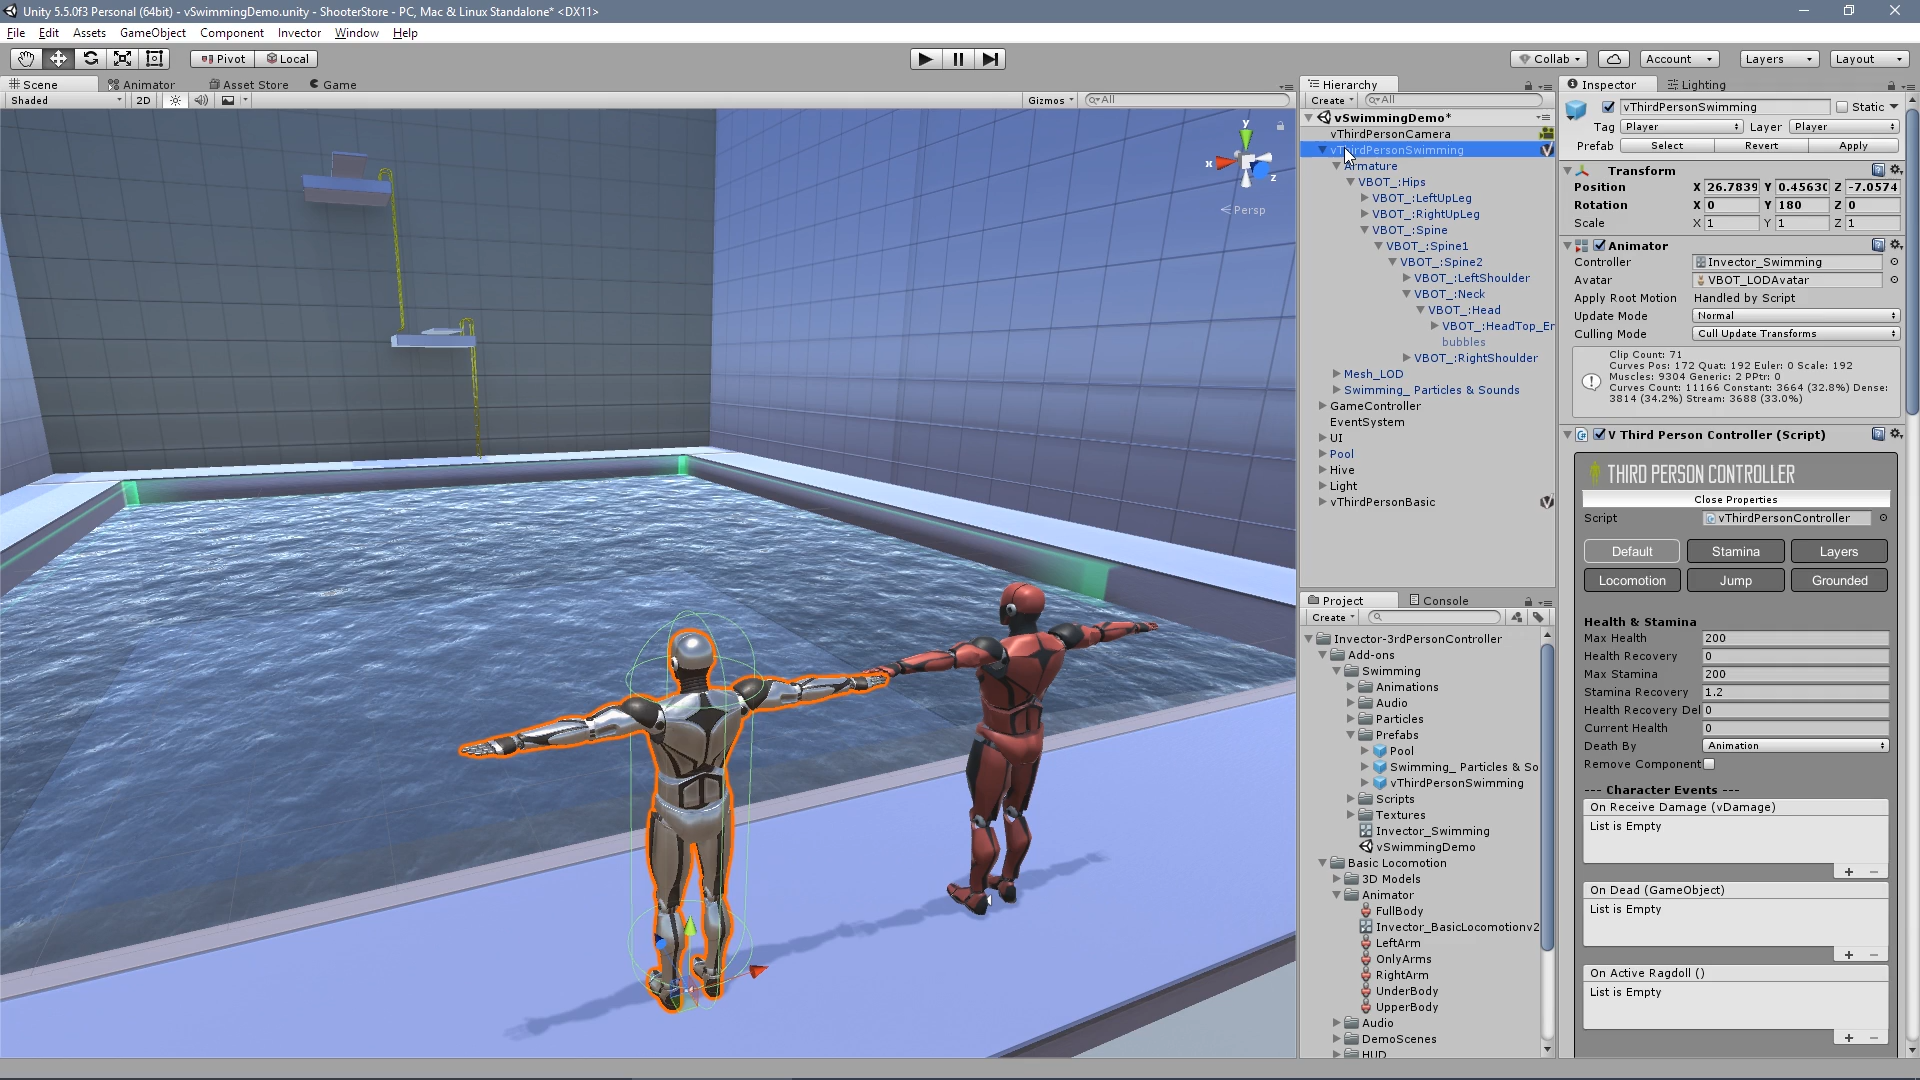 Unity 5.5.0f3 Personal (64bit) - vSwimmingDemo.unity - ShooterStore - PC, Mac & Linux Standalone* <DX11>
File Edit Assets GameObject Component Invector Window Help
Pivot Local
Collab Account Layers Layout
Scene Animator Asset Store Game
Shaded 2D Gizmos All
y
x
z
Persp
Hierarchy
Create All
vSwimmingDemo*
vThirdPersonCamera
vThirdPersonSwimming
Armature
VBOT_:Hips
VBOT_:LeftUpLeg
VBOT_:RightUpLeg
VBOT_:Spine
VBOT_:Spine1
VBOT_:Spine2
VBOT_:LeftShoulder
VBOT_:Neck
VBOT_:Head
VBOT_:HeadTop_Er
bubbles
VBOT_:RightShoulder
Mesh_LOD
Swimming_ Particles & Sounds
GameController
EventSystem
UI
Pool
Hive
Light
vThirdPersonBasic
Project Console
Create
Invector-3rdPersonController
Add-ons
Swimming
Animations
Audio
Particles
Prefabs
Pool
Swimming_ Particles & So
vThirdPersonSwimming
Scripts
Textures
Invector_Swimming
vSwimmingDemo
Basic Locomotion
3D Models
Animator
FullBody
Invector_BasicLocomotionv2
LeftArm
OnlyArms
RightArm
UnderBody
UpperBody
Audio
DemoScenes
HUD
Inspector Lighting
vThirdPersonSwimming Static
Tag Player Layer Player
Prefab Select Revert Apply
Transform
Position X 26.7839 Y 0.4563( Z -7.0574
Rotation X 0 Y 180 Z 0
Scale X 1 Y 1 Z 1
Animator
Controller Invector_Swimming
Avatar VBOT_LODAvatar
Apply Root Motion Handled by Script
Update Mode Normal
Culling Mode Cull Update Transforms
Clip Count: 71
Curves Pos: 172 Quat: 192 Euler: 0 Scale: 192
Muscles: 9304 Generic: 2 PPtr: 0
Curves Count: 11166 Constant: 3664 (32.8%) Dense:
3814 (34.2%) Stream: 3688 (33.0%)
V Third Person Controller (Script)
THIRD PERSON CONTROLLER
Close Properties
Script vThirdPersonController
Default Stamina Layers
Locomotion Jump Grounded
Health & Stamina
Max Health 200
Health Recovery 0
Max Stamina 200
Stamina Recovery 1.2
Health Recovery Del 0
Current Health 0
Death By Animation
Remove Component
--- Character Events ---
On Receive Damage (vDamage)
List is Empty
+ −
On Dead (GameObject)
List is Empty
+ −
On Active Ragdoll ()
List is Empty
+ −